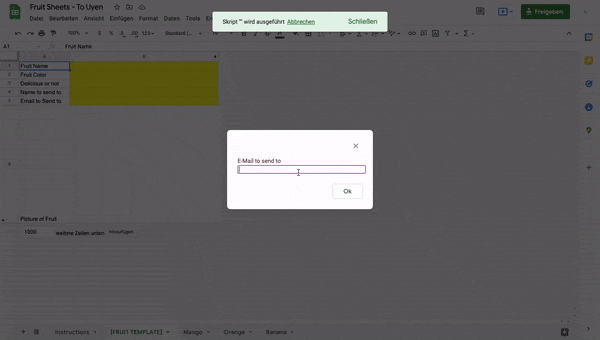 Fruit Sheets - To Uyen
Datei Bearbeiten Ansicht Einfügen Format Daten Tools
Skript "" wird ausgeführt Abbrechen Schließen
Freigeben
100%
Standard (...
A1 Fruit Name
A B
1 Fruit Name
2 Fruit Color
3 Delicious or not
4 Name to send to
5 Email to Send to
E-Mail to send to
Ok
6
Picture of Fruit
1000 weitere Zeilen unten hinzufügen
Instructions [FRUIT TEMPLATE] Mango Orange Banana